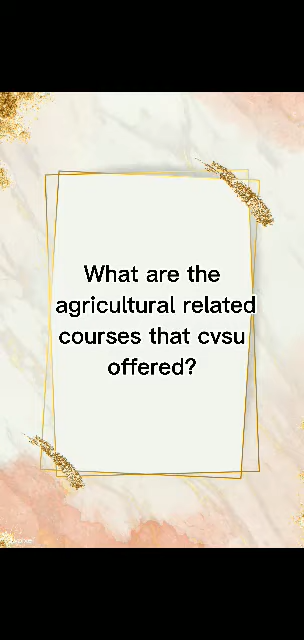 What are the
agricultural related
courses that cvsu
offered?